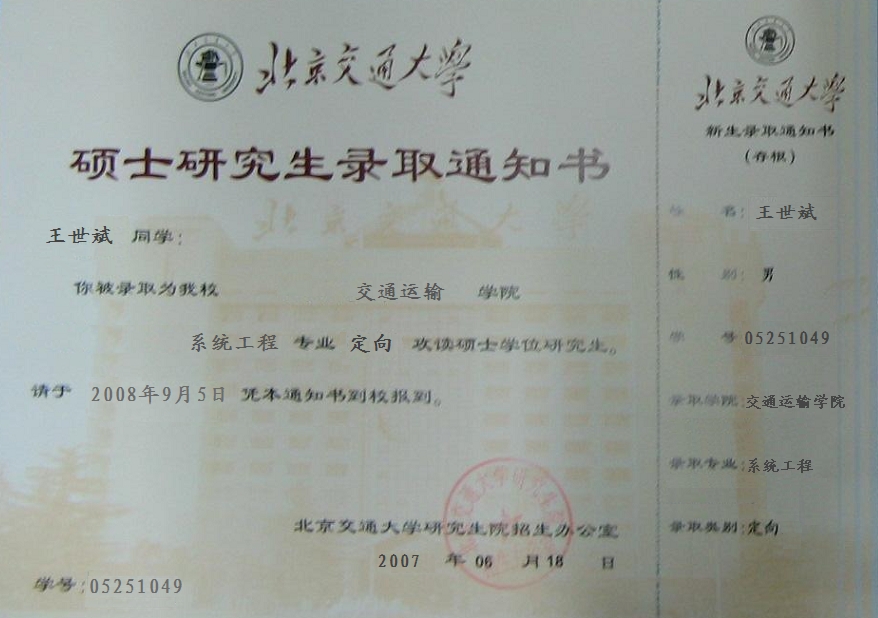 北京交通大学
硕士研究生录取通知书
王世斌 同学：
你被录取为我校 交通运输 学院
系统工程 专业 定向 攻读硕士学位研究生。
请于 2008年9月5日 凭本通知书到校报到。
北京交通大学研究生院招生办公室
2007 年 06 月 18 日
学号：05251049
北京交通大学
新生录取通知书
（存根）
姓 名：王世斌
性 别：男
学 号 05251049
录取学院：交通运输学院
录取专业：系统工程
录取类别：定向
北京交通大学